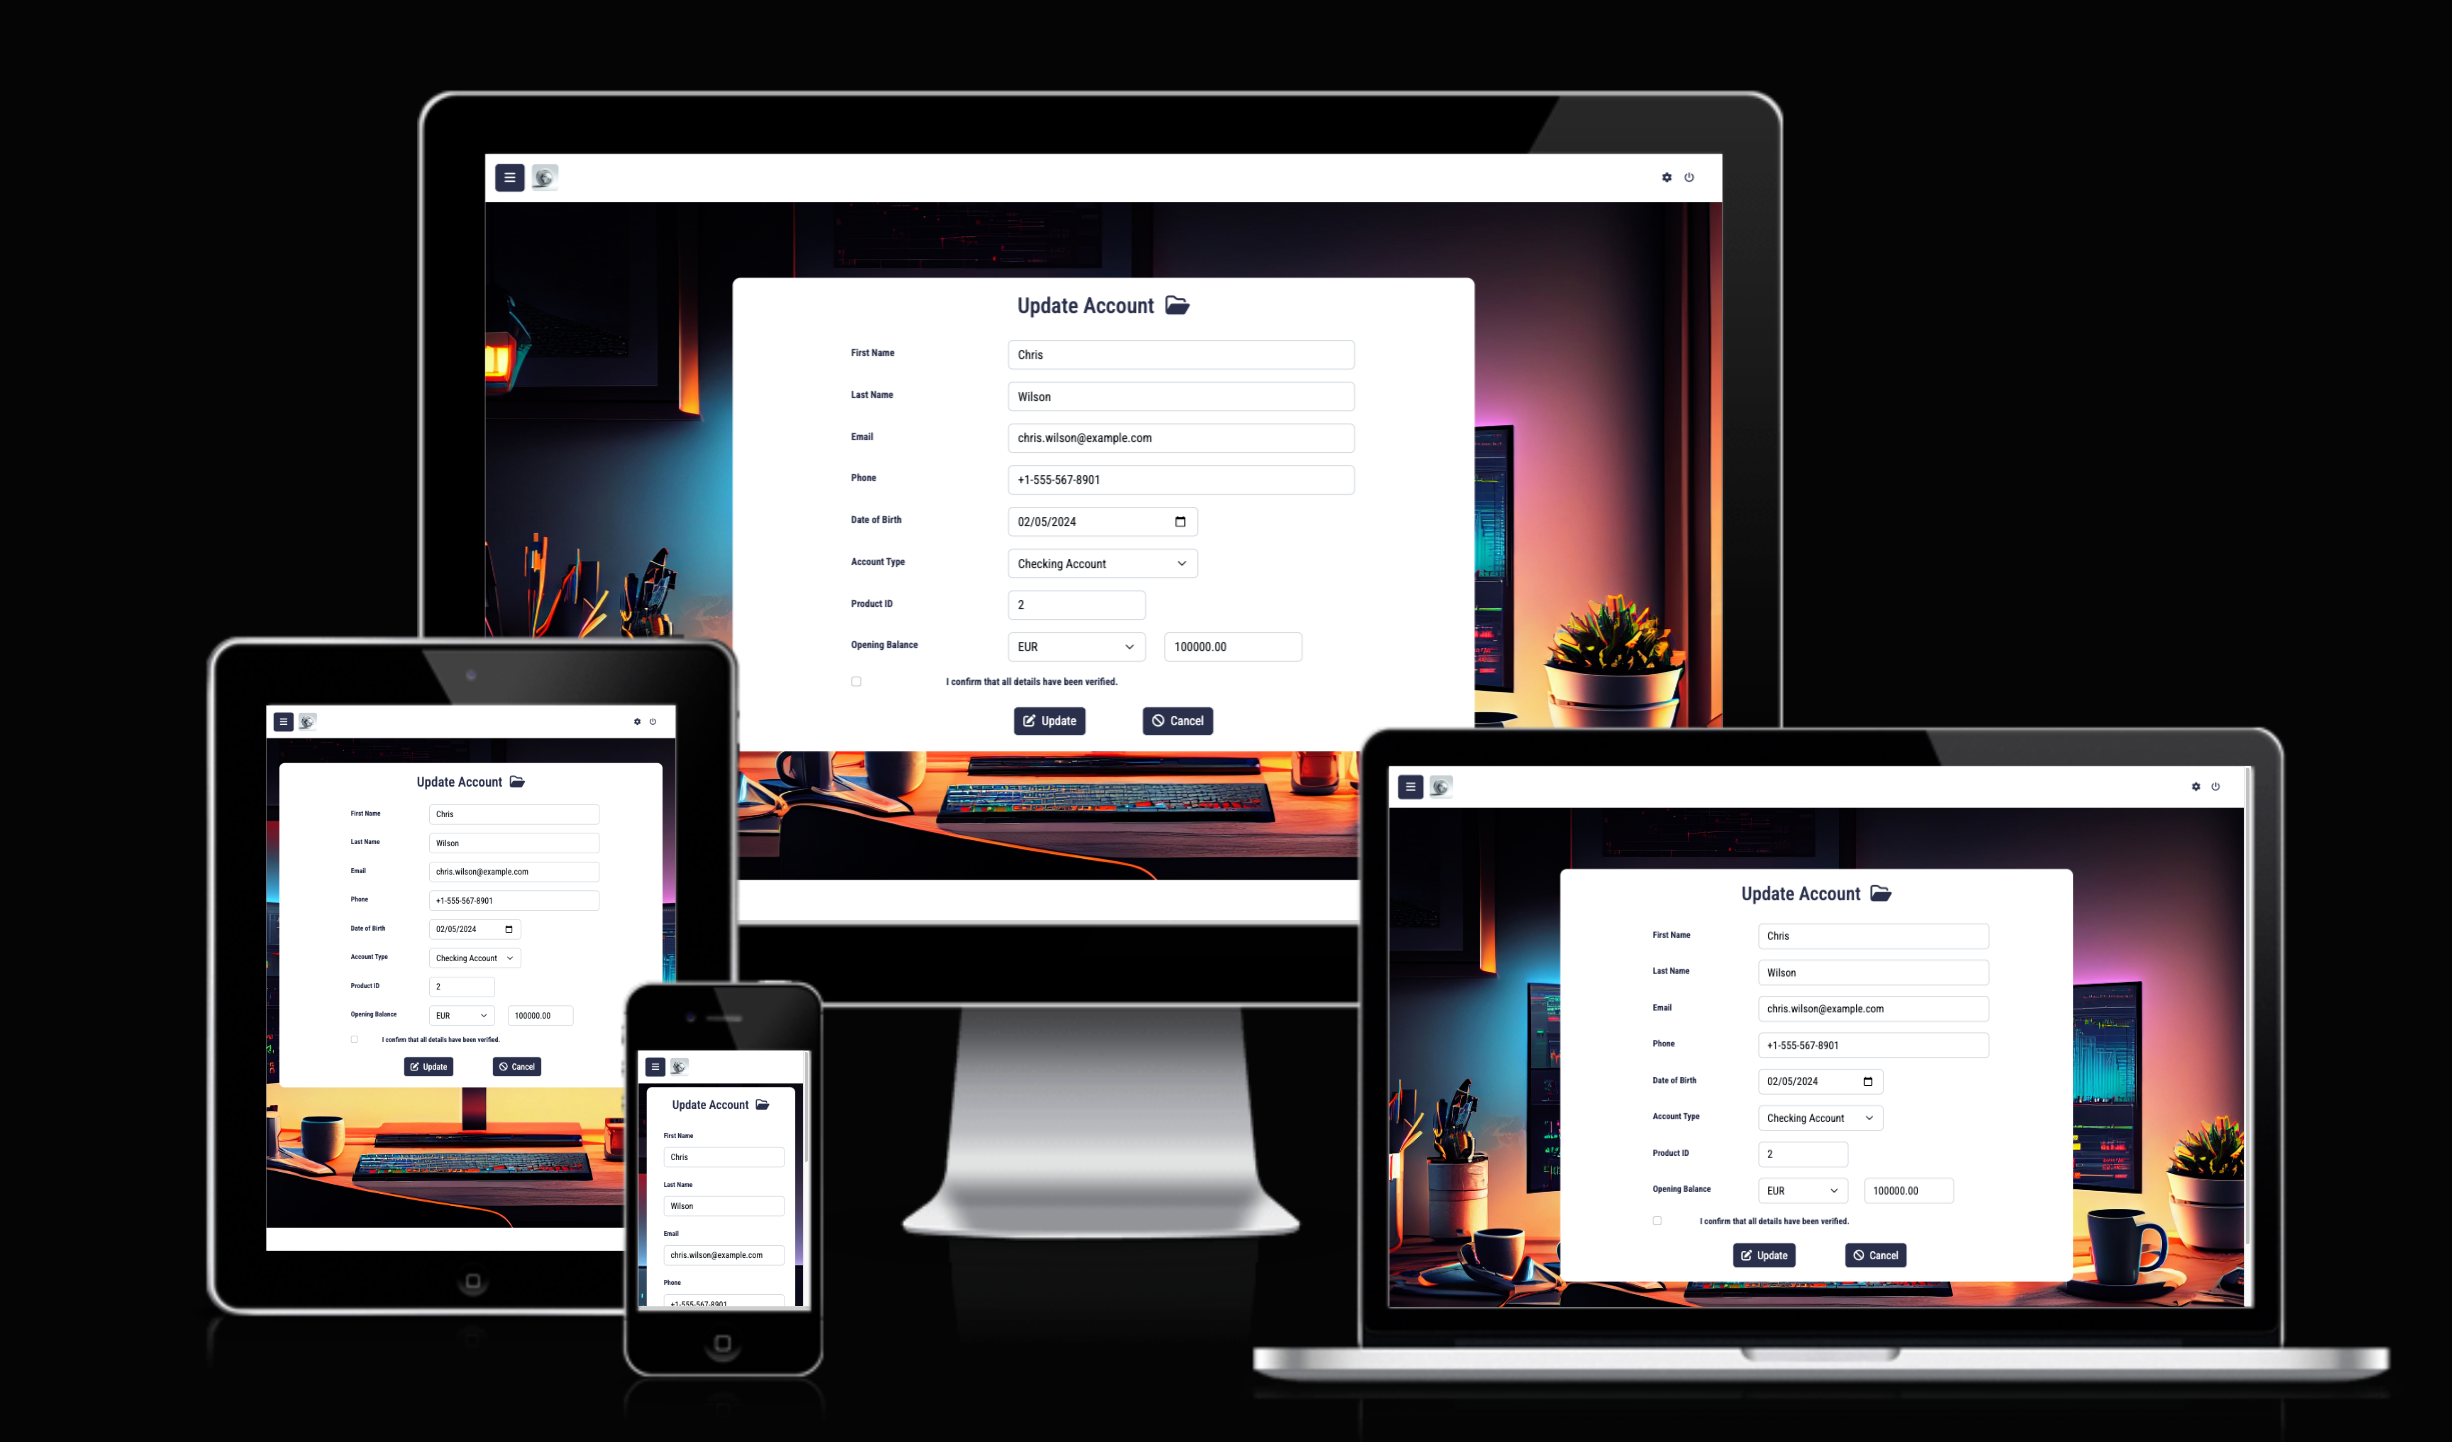 Update Account
First Name Chris
Last Name Wilson
Email chris.wilson@example.com
Phone +1-555-567-8901
Date of Birth 02/05/2024
Account Type Checking Account
Product ID 2
Opening Balance EUR 100000.00
I confirm that all details have been verified.
Update Cancel
Update Account
First Name Chris
Last Name Wilson
Email chris.wilson@example.com
Phone +1-555-567-8901
Date of Birth 02/05/2024
Account Type Checking Account
Product ID 2
Opening Balance EUR 100000.00
I confirm that all details have been verified.
Update Cancel
Update Account
First Name
Chris
Last Name
Wilson
Email
chris.wilson@example.com
Phone
+1-555-567-8901
Update Account
First Name Chris
Last Name Wilson
Email chris.wilson@example.com
Phone +1-555-567-8901
Date of Birth 02/05/2024
Account Type Checking Account
Product ID 2
Opening Balance EUR 100000.00
I confirm that all details have been verified.
Update Cancel